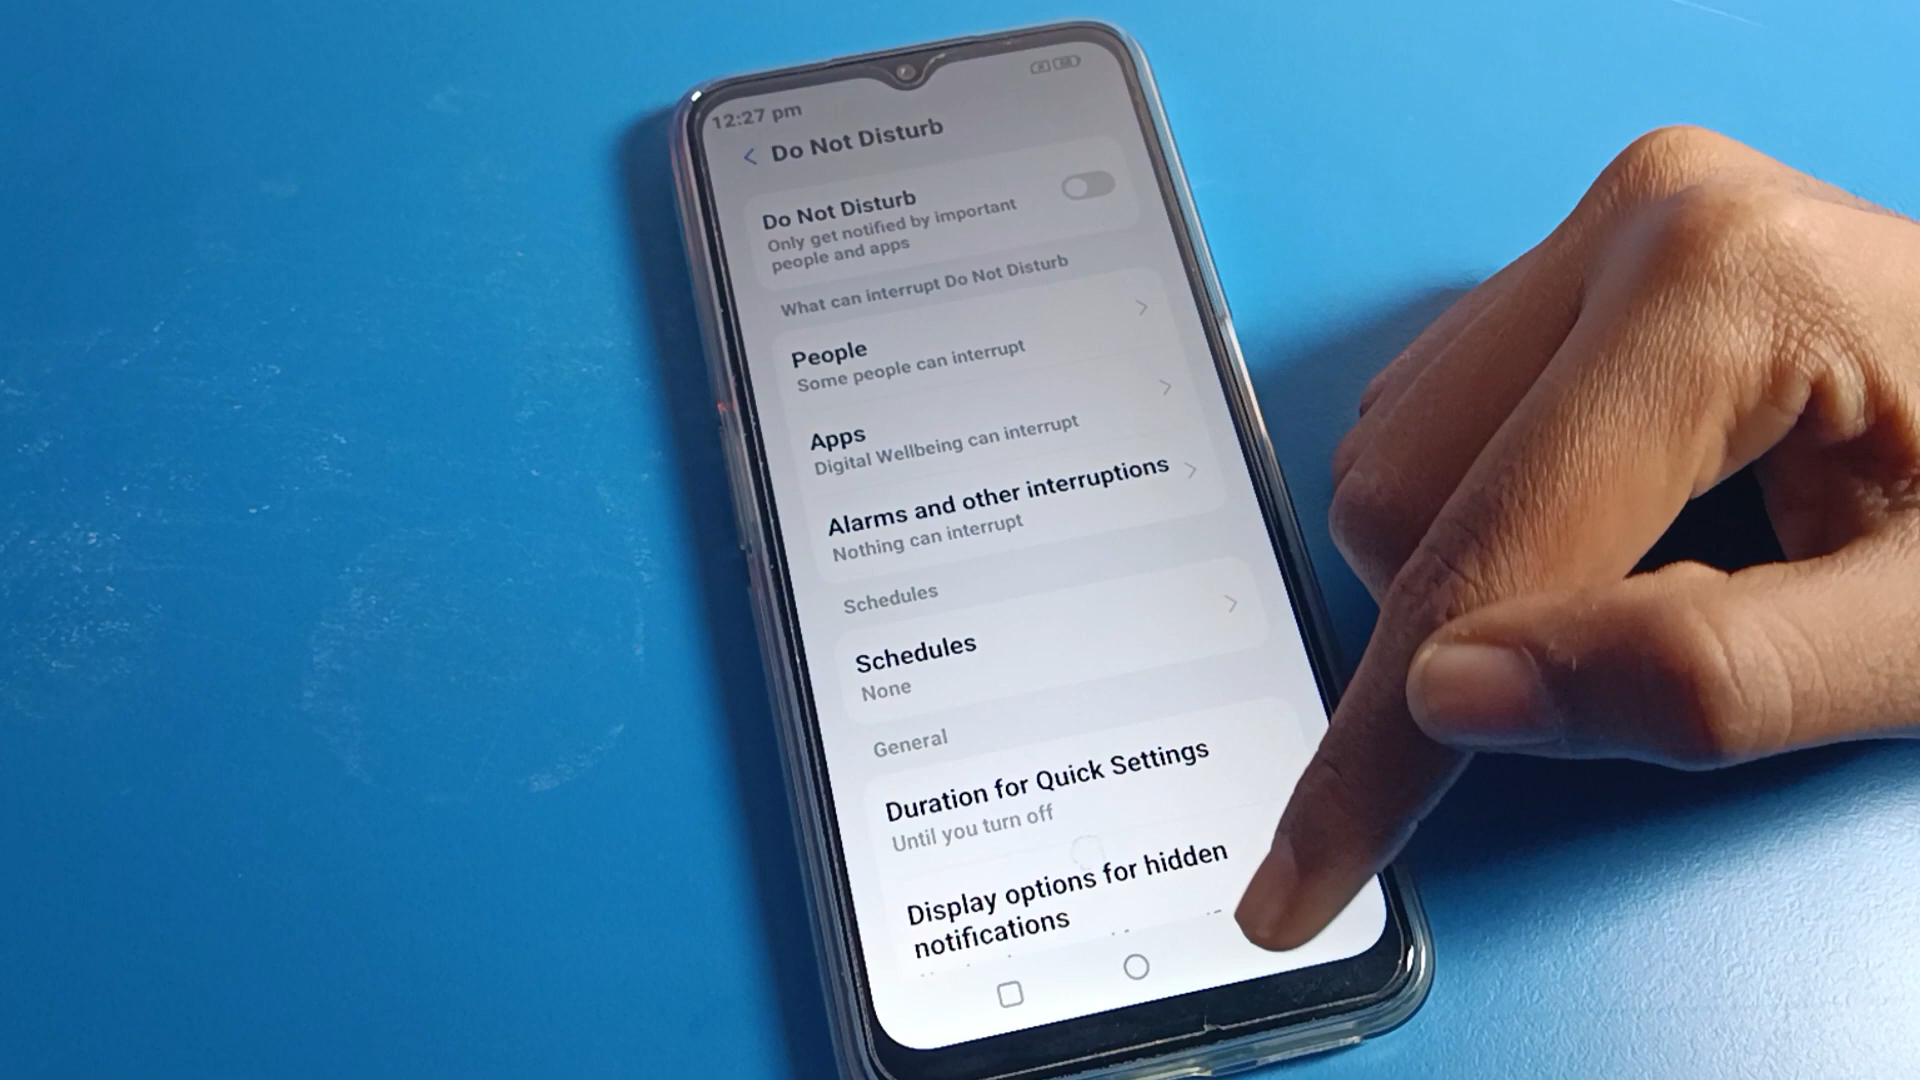 12:27 pm
Do Not Disturb
Do Not Disturb
Only get notified by important
people and apps
What can interrupt Do Not Disturb
People
Some people can interrupt
Apps
Digital Wellbeing can interrupt
Alarms and other interruptions
Nothing can interrupt
Schedules
Schedules
None
General
Duration for Quick Settings
Until you turn off
Display options for hidden
notifications